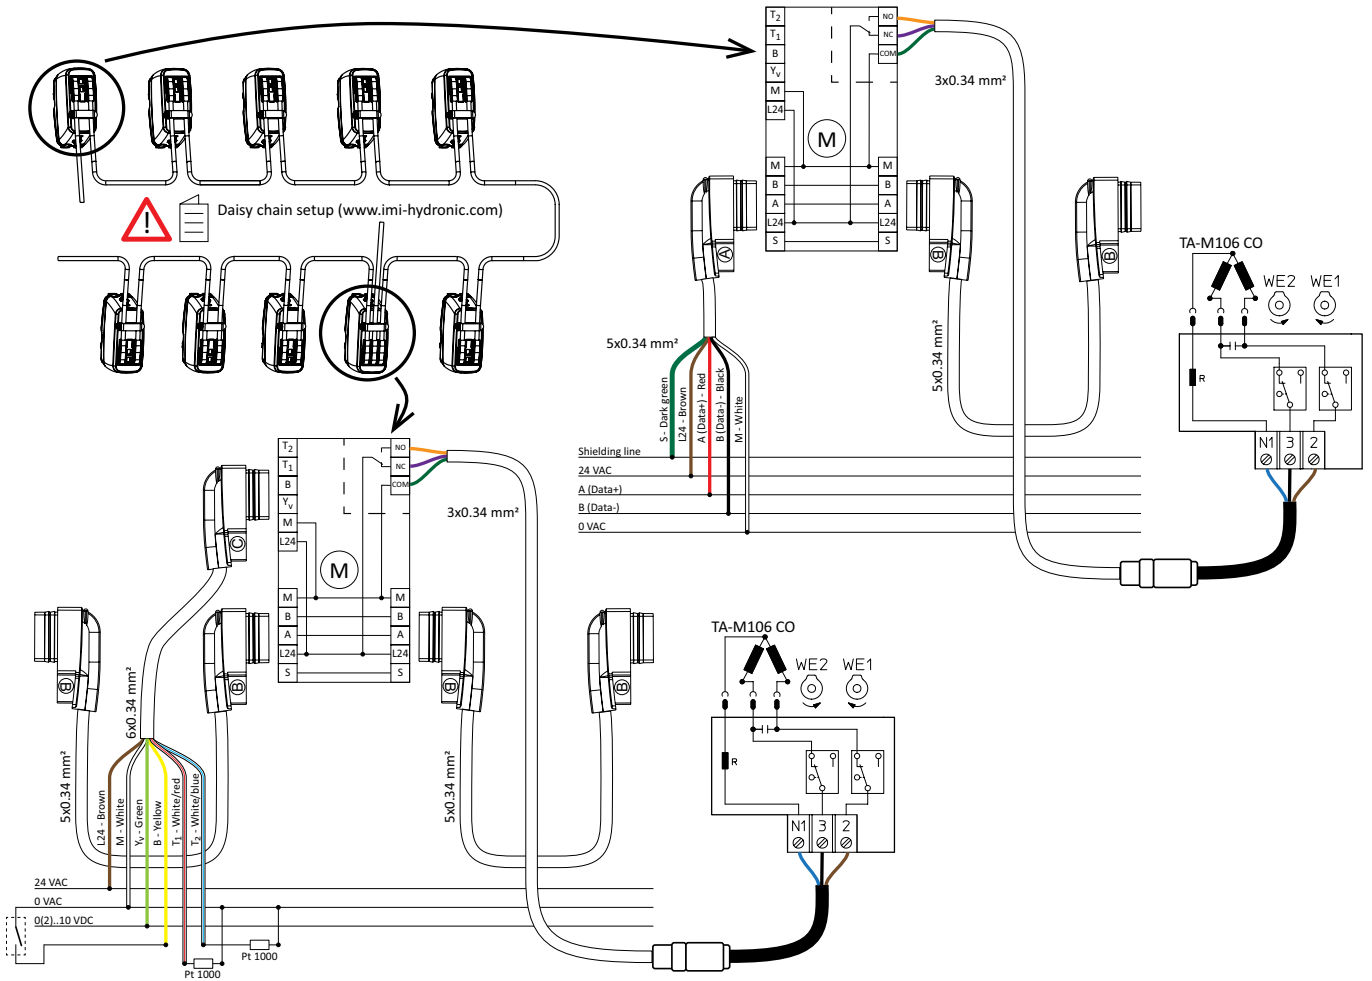 T2
T1
B
Yv
M
L24
NO
NC
COM
M
M
B
A
L24
S
M
B
A
L24
S
3x0.34 mm²
Daisy chain setup (www.imi-hydronic.com)
A
B
B
5x0.34 mm²
5x0.34 mm²
S - Dark green
L24 - Brown
A (Data+) - Red
B (Data-) - Black
M - White
Shielding line
24 VAC
A (Data+)
B (Data-)
0 VAC
TA-M106 CO
WE2
WE1
R
N1
3
2
T2
T1
B
Yv
M
L24
NO
NC
COM
M
M
B
A
L24
S
M
B
A
L24
S
3x0.34 mm²
C
B
B
B
B
6x0.34 mm²
5x0.34 mm²
5x0.34 mm²
L24 - Brown
M - White
Yv - Green
B - Yellow
T1 - White/red
T2 - White/blue
24 VAC
0 VAC
0(2)..10 VDC
Pt 1000
Pt 1000
TA-M106 CO
WE2
WE1
R
N1
3
2